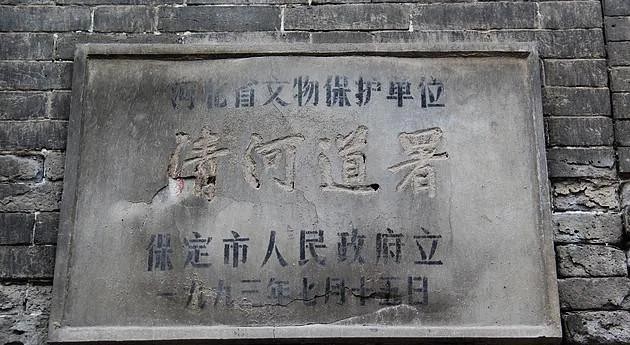 河北省文物保护单位
清河道署
保定市人民政府立
一九九三年七月十五日